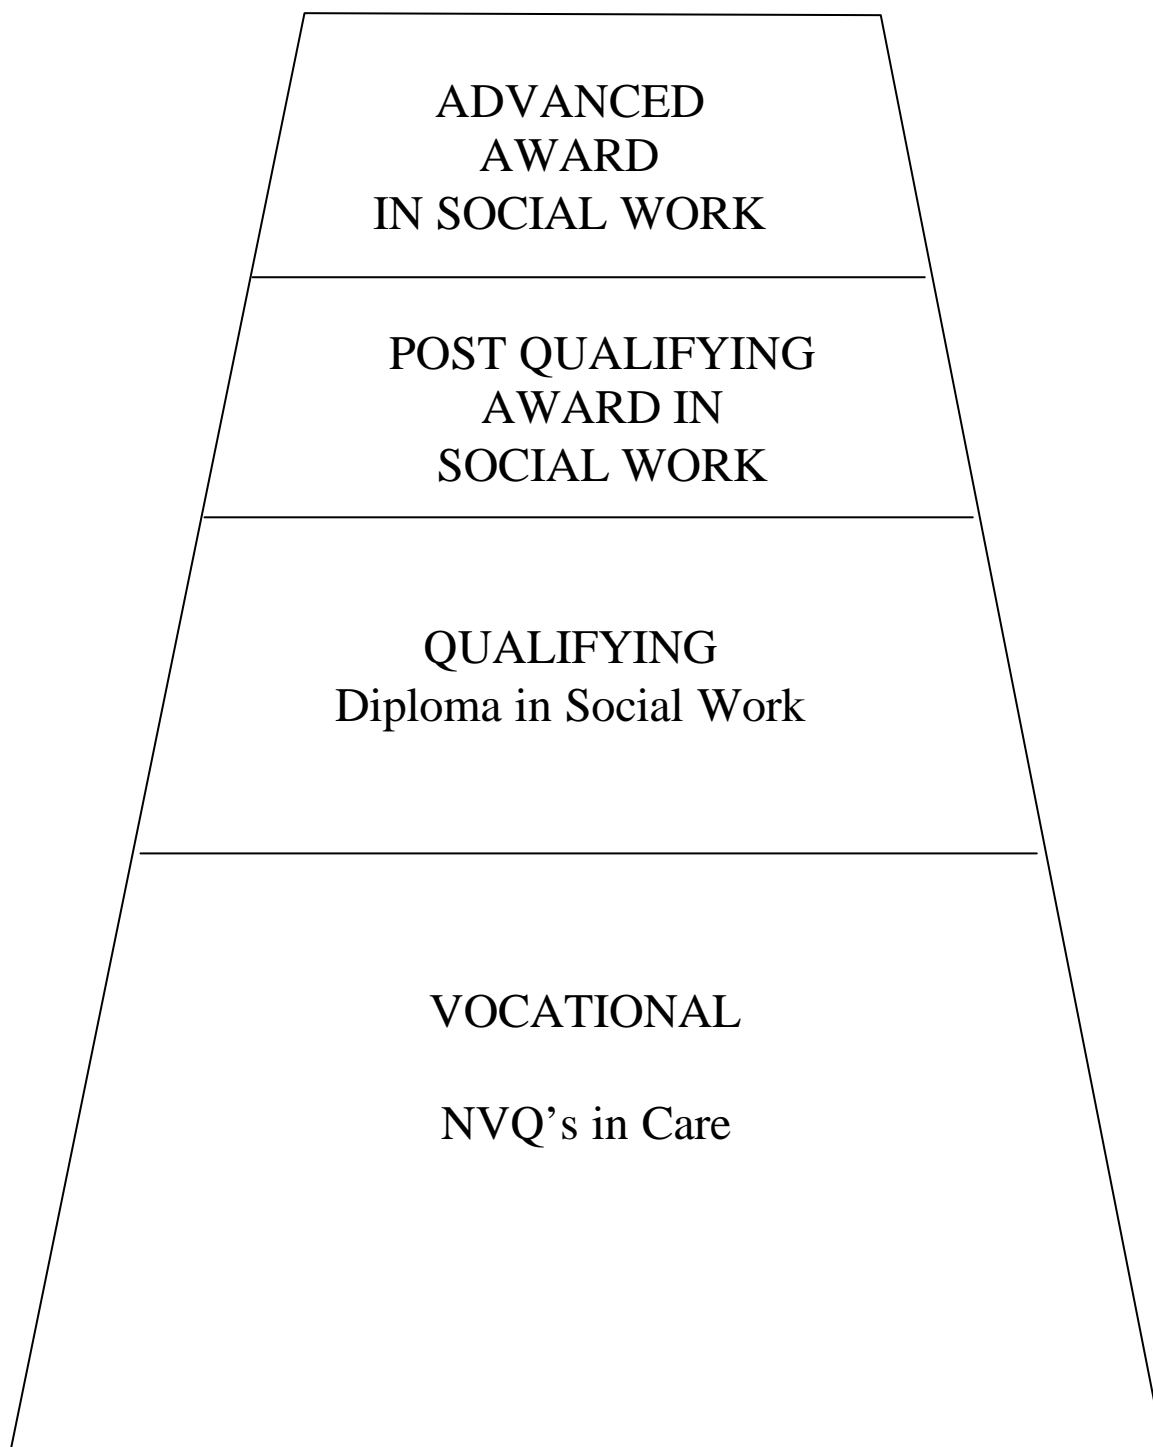 ADVANCED
AWARD
IN SOCIAL WORK
POST QUALIFYING
AWARD IN
SOCIAL WORK
QUALIFYING
Diploma in Social Work
VOCATIONAL
NVQ’s in Care